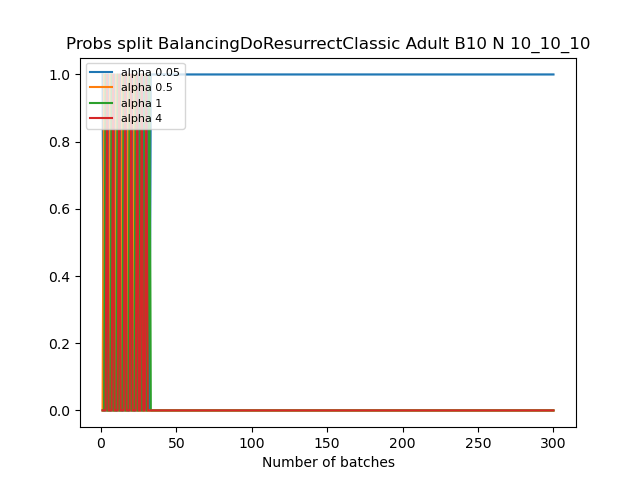 Probs split BalancingDoResurrectClassic Adult B10 N 10_10_10
alpha 0.05
alpha 0.5
alpha 1
alpha 4
1.0
0.8
0.6
0.4
0.2
0.0
0 50 100 150 200 250 300
Number of batches